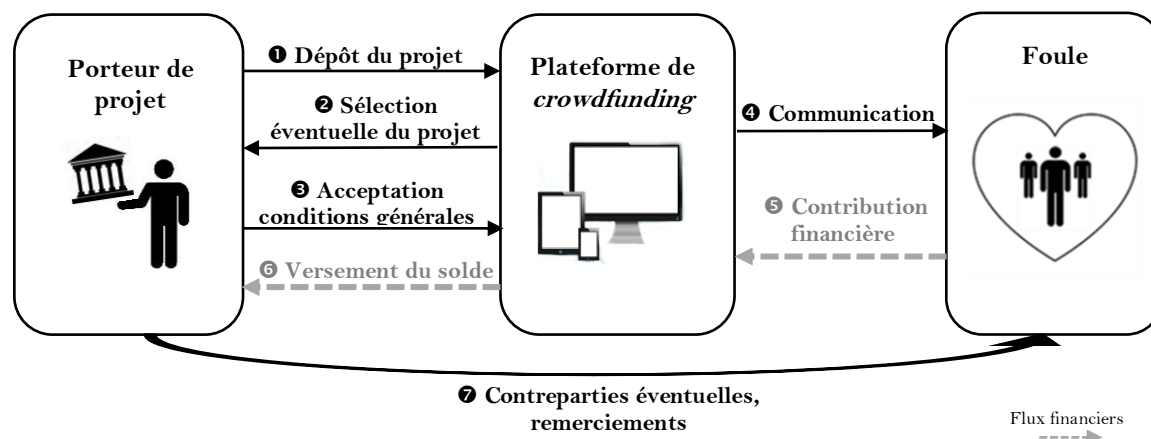 Porteur de
projet
❶ Dépôt du projet
❷ Sélection
éventuelle du projet
❸ Acceptation
conditions générales
❻ Versement du solde
Plateforme de
crowdfunding
❹ Communication
❺ Contribution
financière
Foule
❼ Contreparties éventuelles,
remerciements
Flux financiers